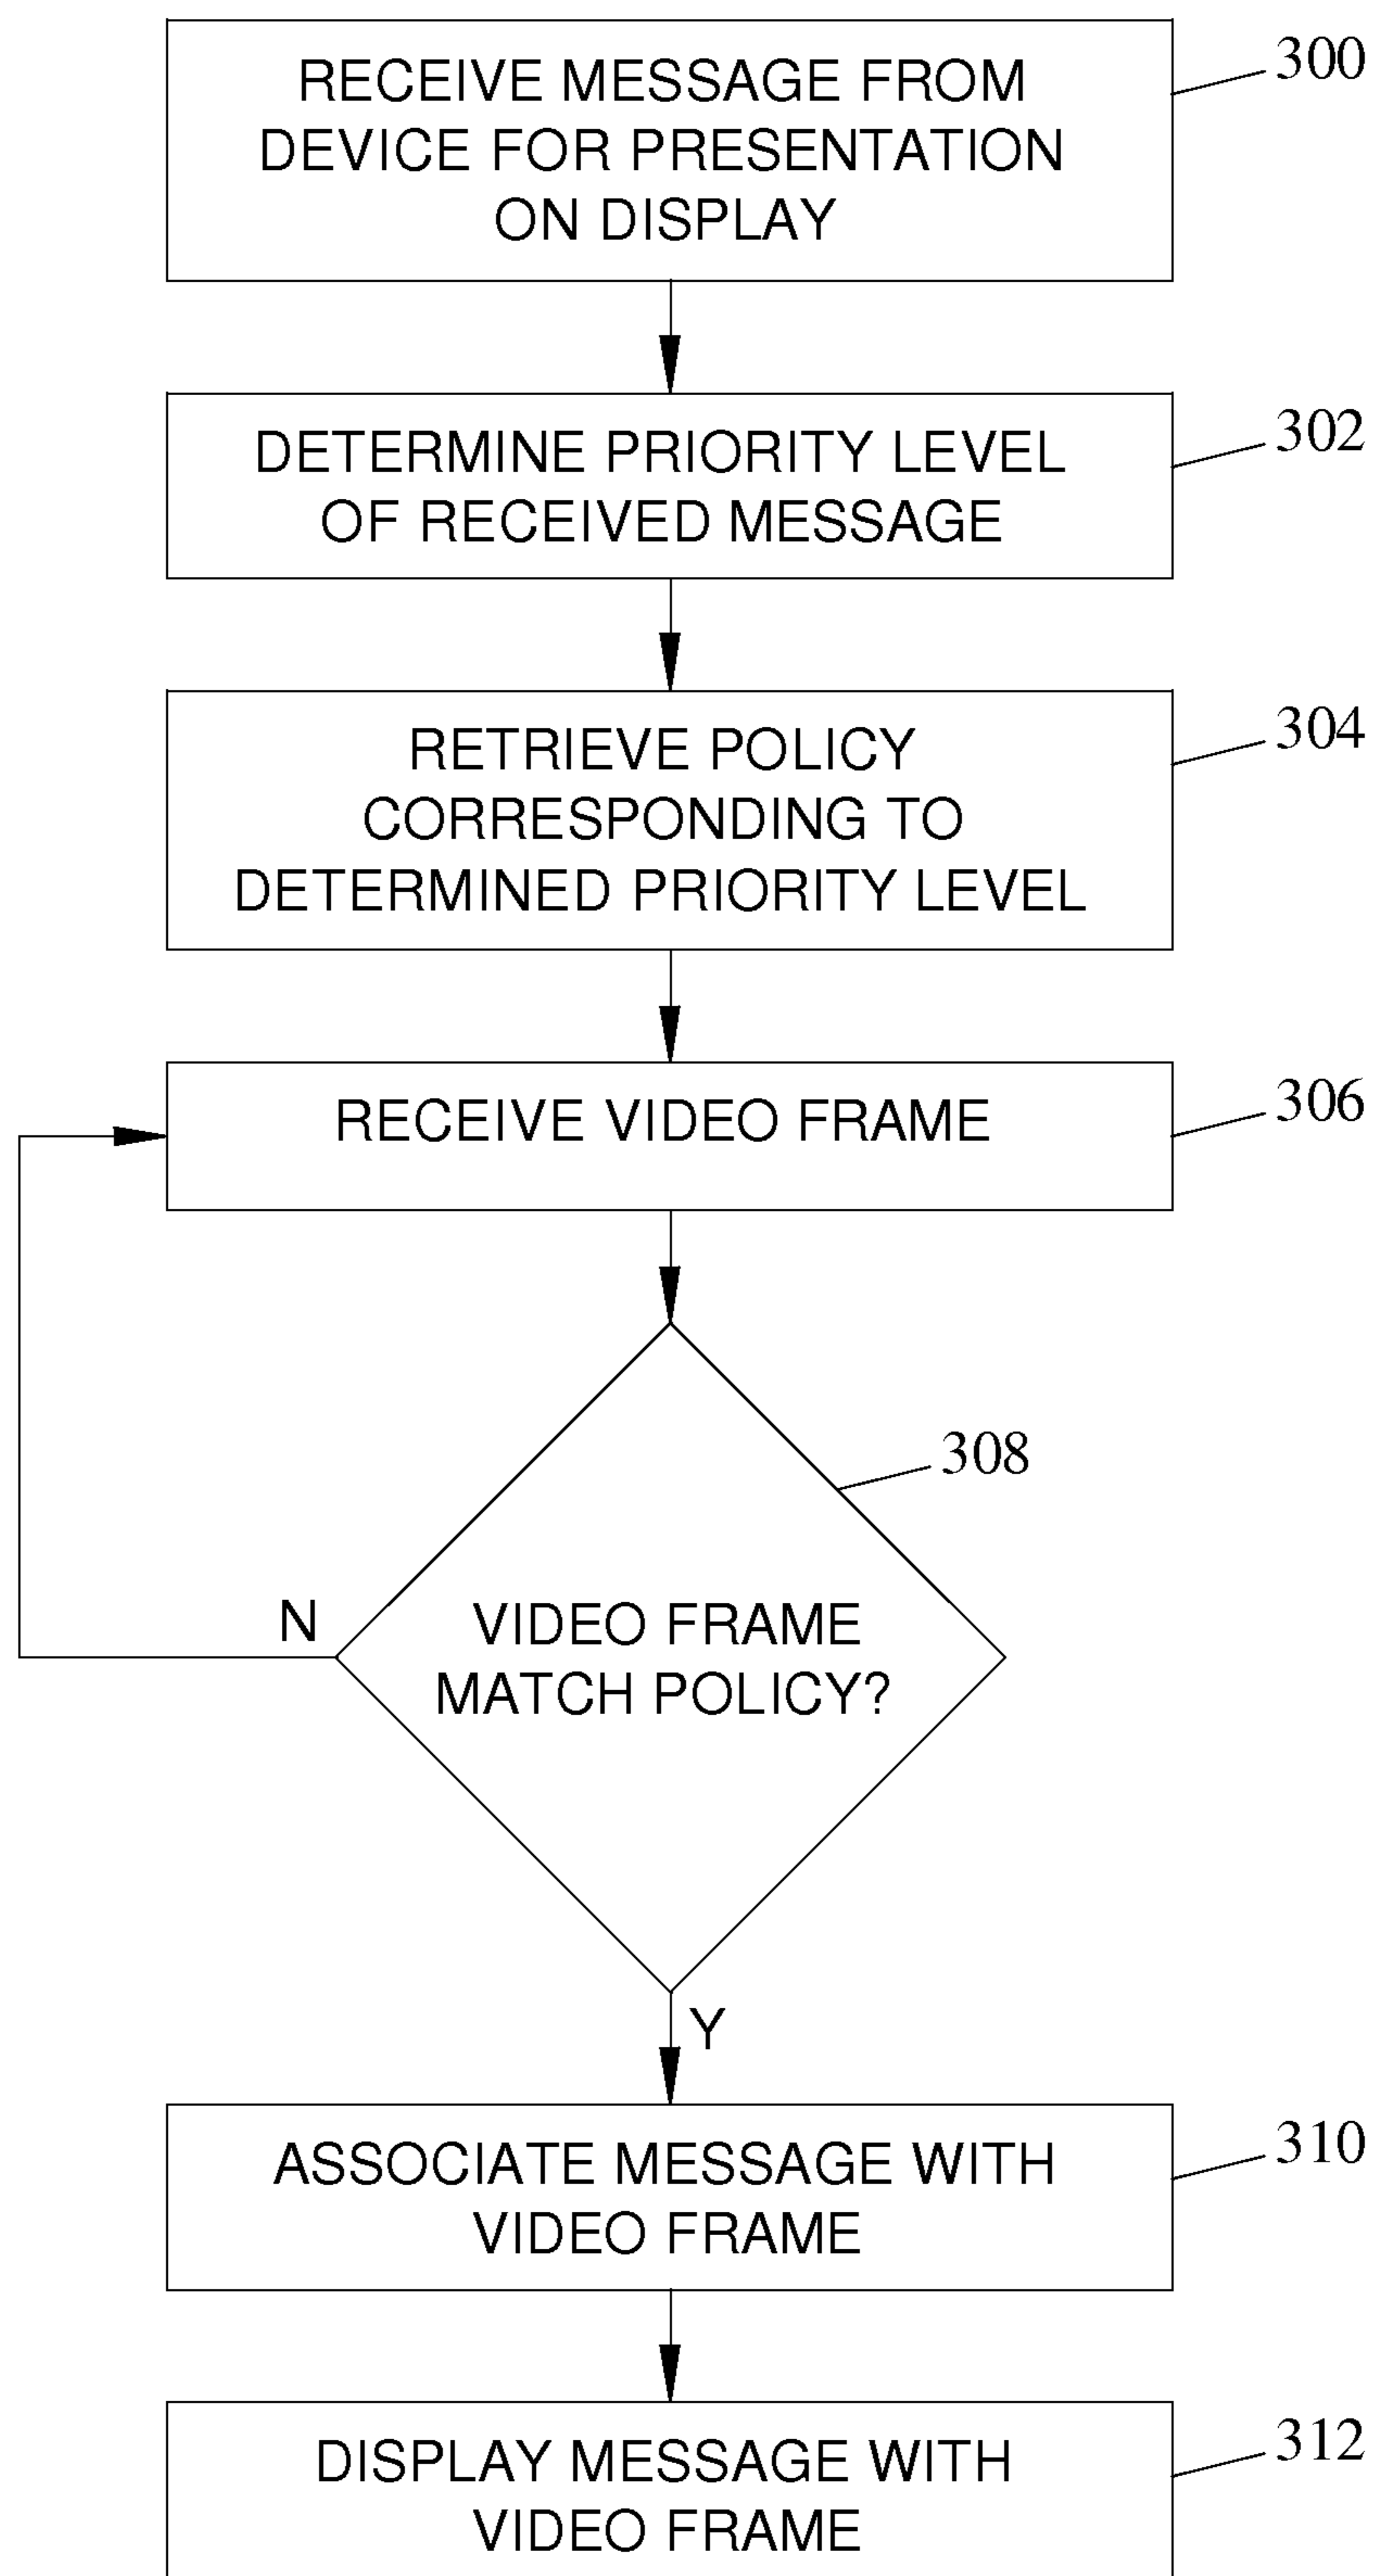 RECEIVE MESSAGE FROM
DEVICE FOR PRESENTATION
ON DISPLAY
300
DETERMINE PRIORITY LEVEL
OF RECEIVED MESSAGE
302
RETRIEVE POLICY
CORRESPONDING TO
DETERMINED PRIORITY LEVEL
304
RECEIVE VIDEO FRAME
306
308
VIDEO FRAME
MATCH POLICY?
N
Y
ASSOCIATE MESSAGE WITH
VIDEO FRAME
310
DISPLAY MESSAGE WITH
VIDEO FRAME
312